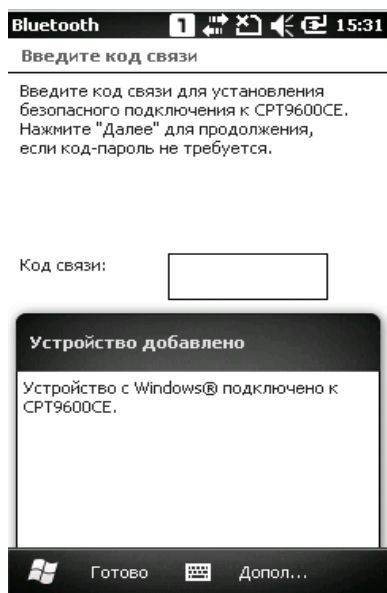 Bluetooth 1 15:31
Введите код связи
Введите код связи для установления
безопасного подключения к CPT9600CE.
Нажмите "Далее" для продолжения,
если код-пароль не требуется.
Код связи:
Устройство добавлено
Устройство с Windows® подключено к
CPT9600CE.
Готово Допол...